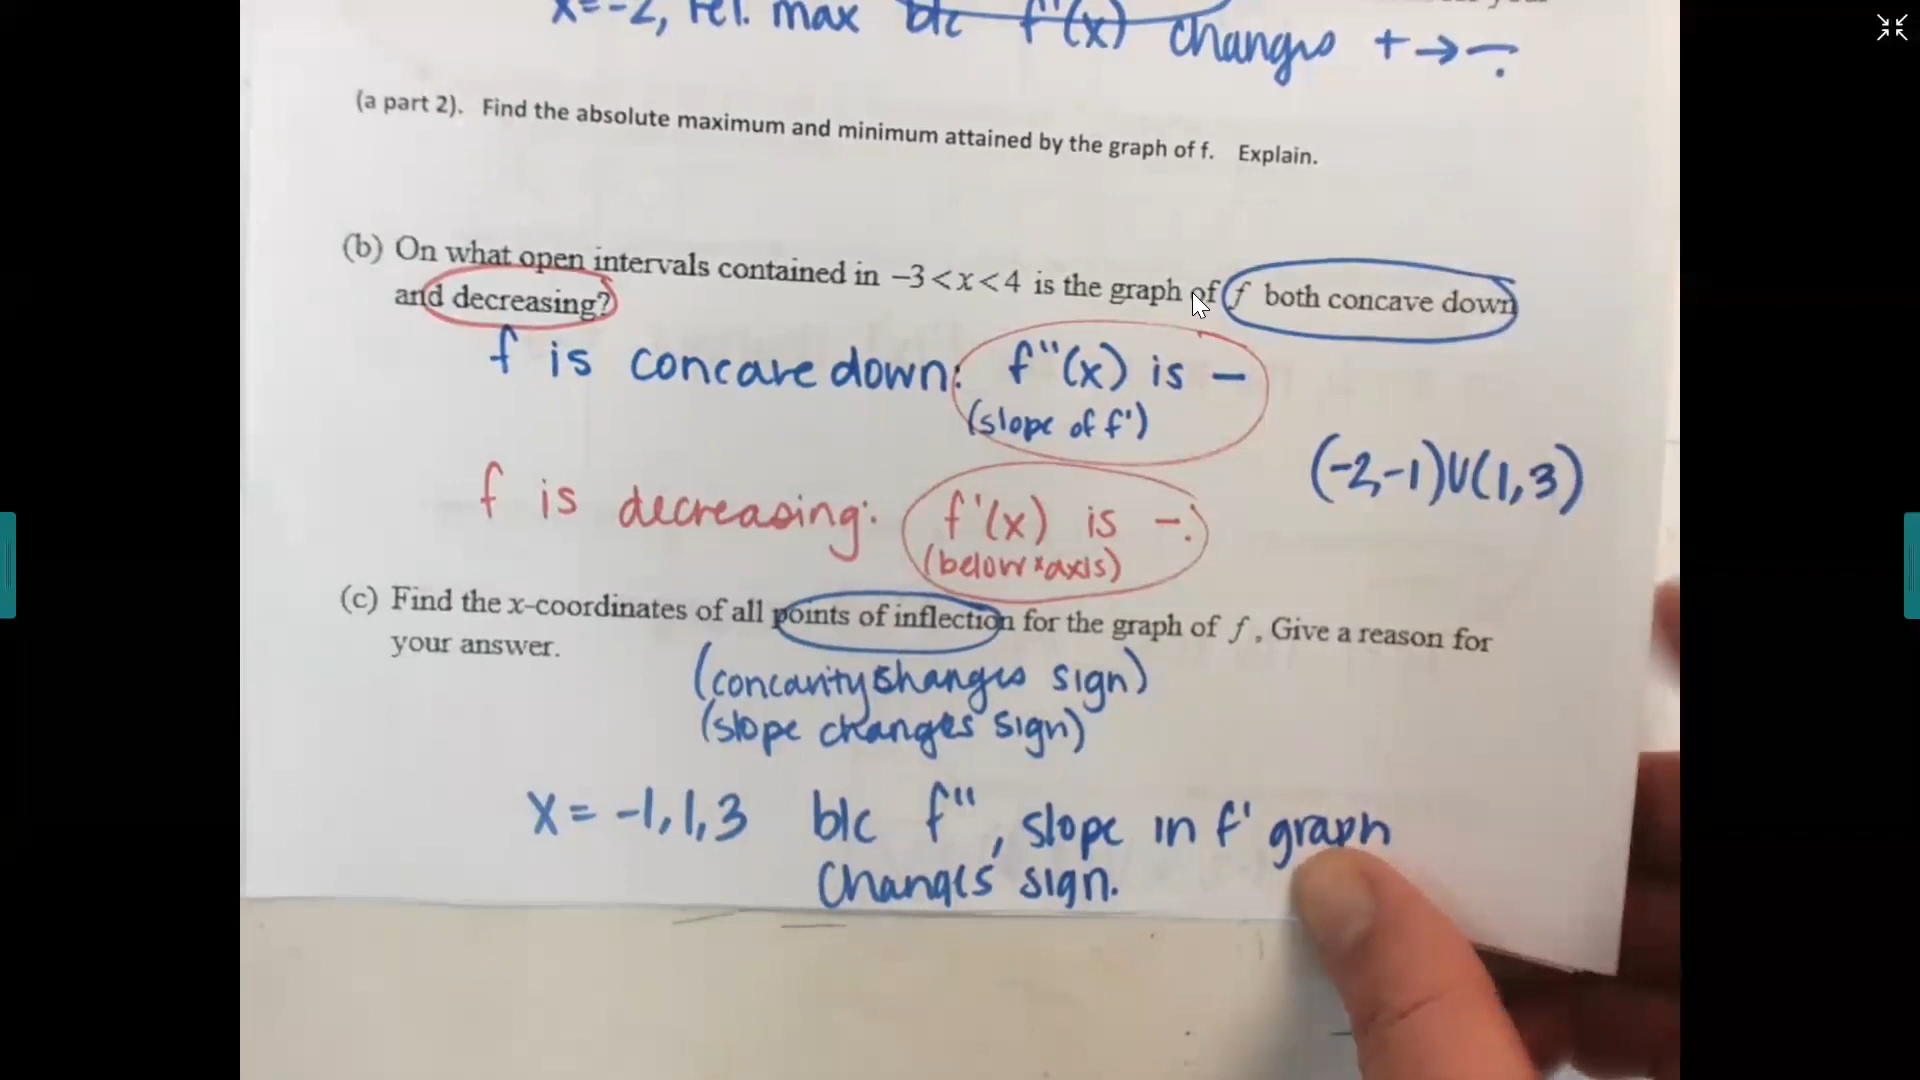 x=-2, rel. max b/c f'(x) changes + → -.
(a part 2). Find the absolute maximum and minimum attained by the graph of f. Explain.
(b) On what open intervals contained in −3 < x < 4 is the graph of f both concave down
and decreasing?
f is concave down: f"(x) is −
(slope of f')
(-2,-1)U(1,3)
f is decreasing: f'(x) is −.
(below x axis)
(c) Find the x-coordinates of all points of inflection for the graph of f. Give a reason for
your answer.
(concavity changes sign)
(slope changes sign)
x = -1, 1, 3 b/c f", slope in f' graph
changes sign.